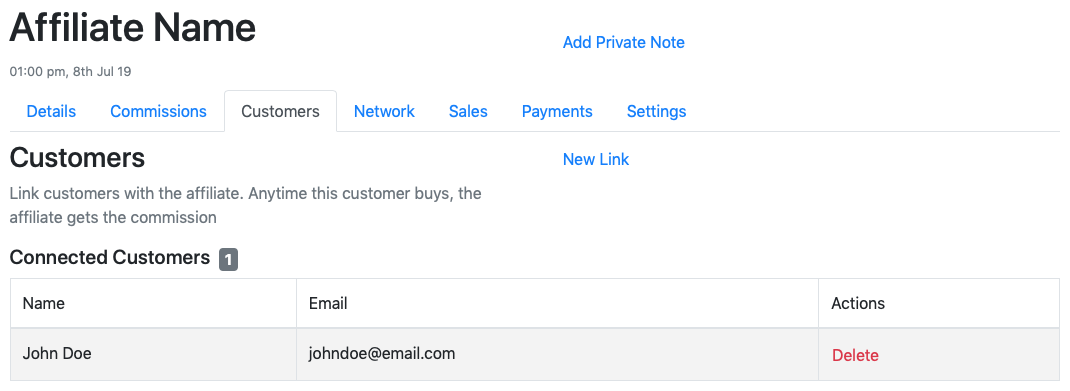 Affiliate Name
Add Private Note
01:00 pm, 8th Jul 19
Details Commissions Customers Network Sales Payments Settings
Customers
New Link
Link customers with the affiliate. Anytime this customer buys, the
affiliate gets the commission
Connected Customers 1
Name Email Actions
John Doe johndoe@email.com Delete